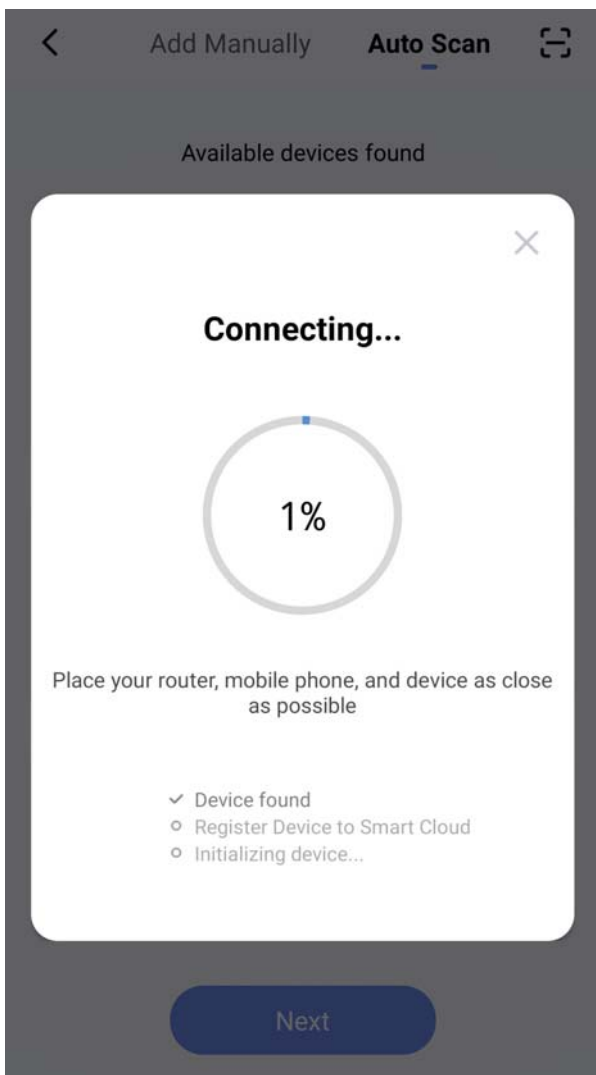 Add Manually Auto Scan
Available devices found
Connecting...
1%
Place your router, mobile phone, and device as close
as possible
Device found
Register Device to Smart Cloud
Initializing device...
Next